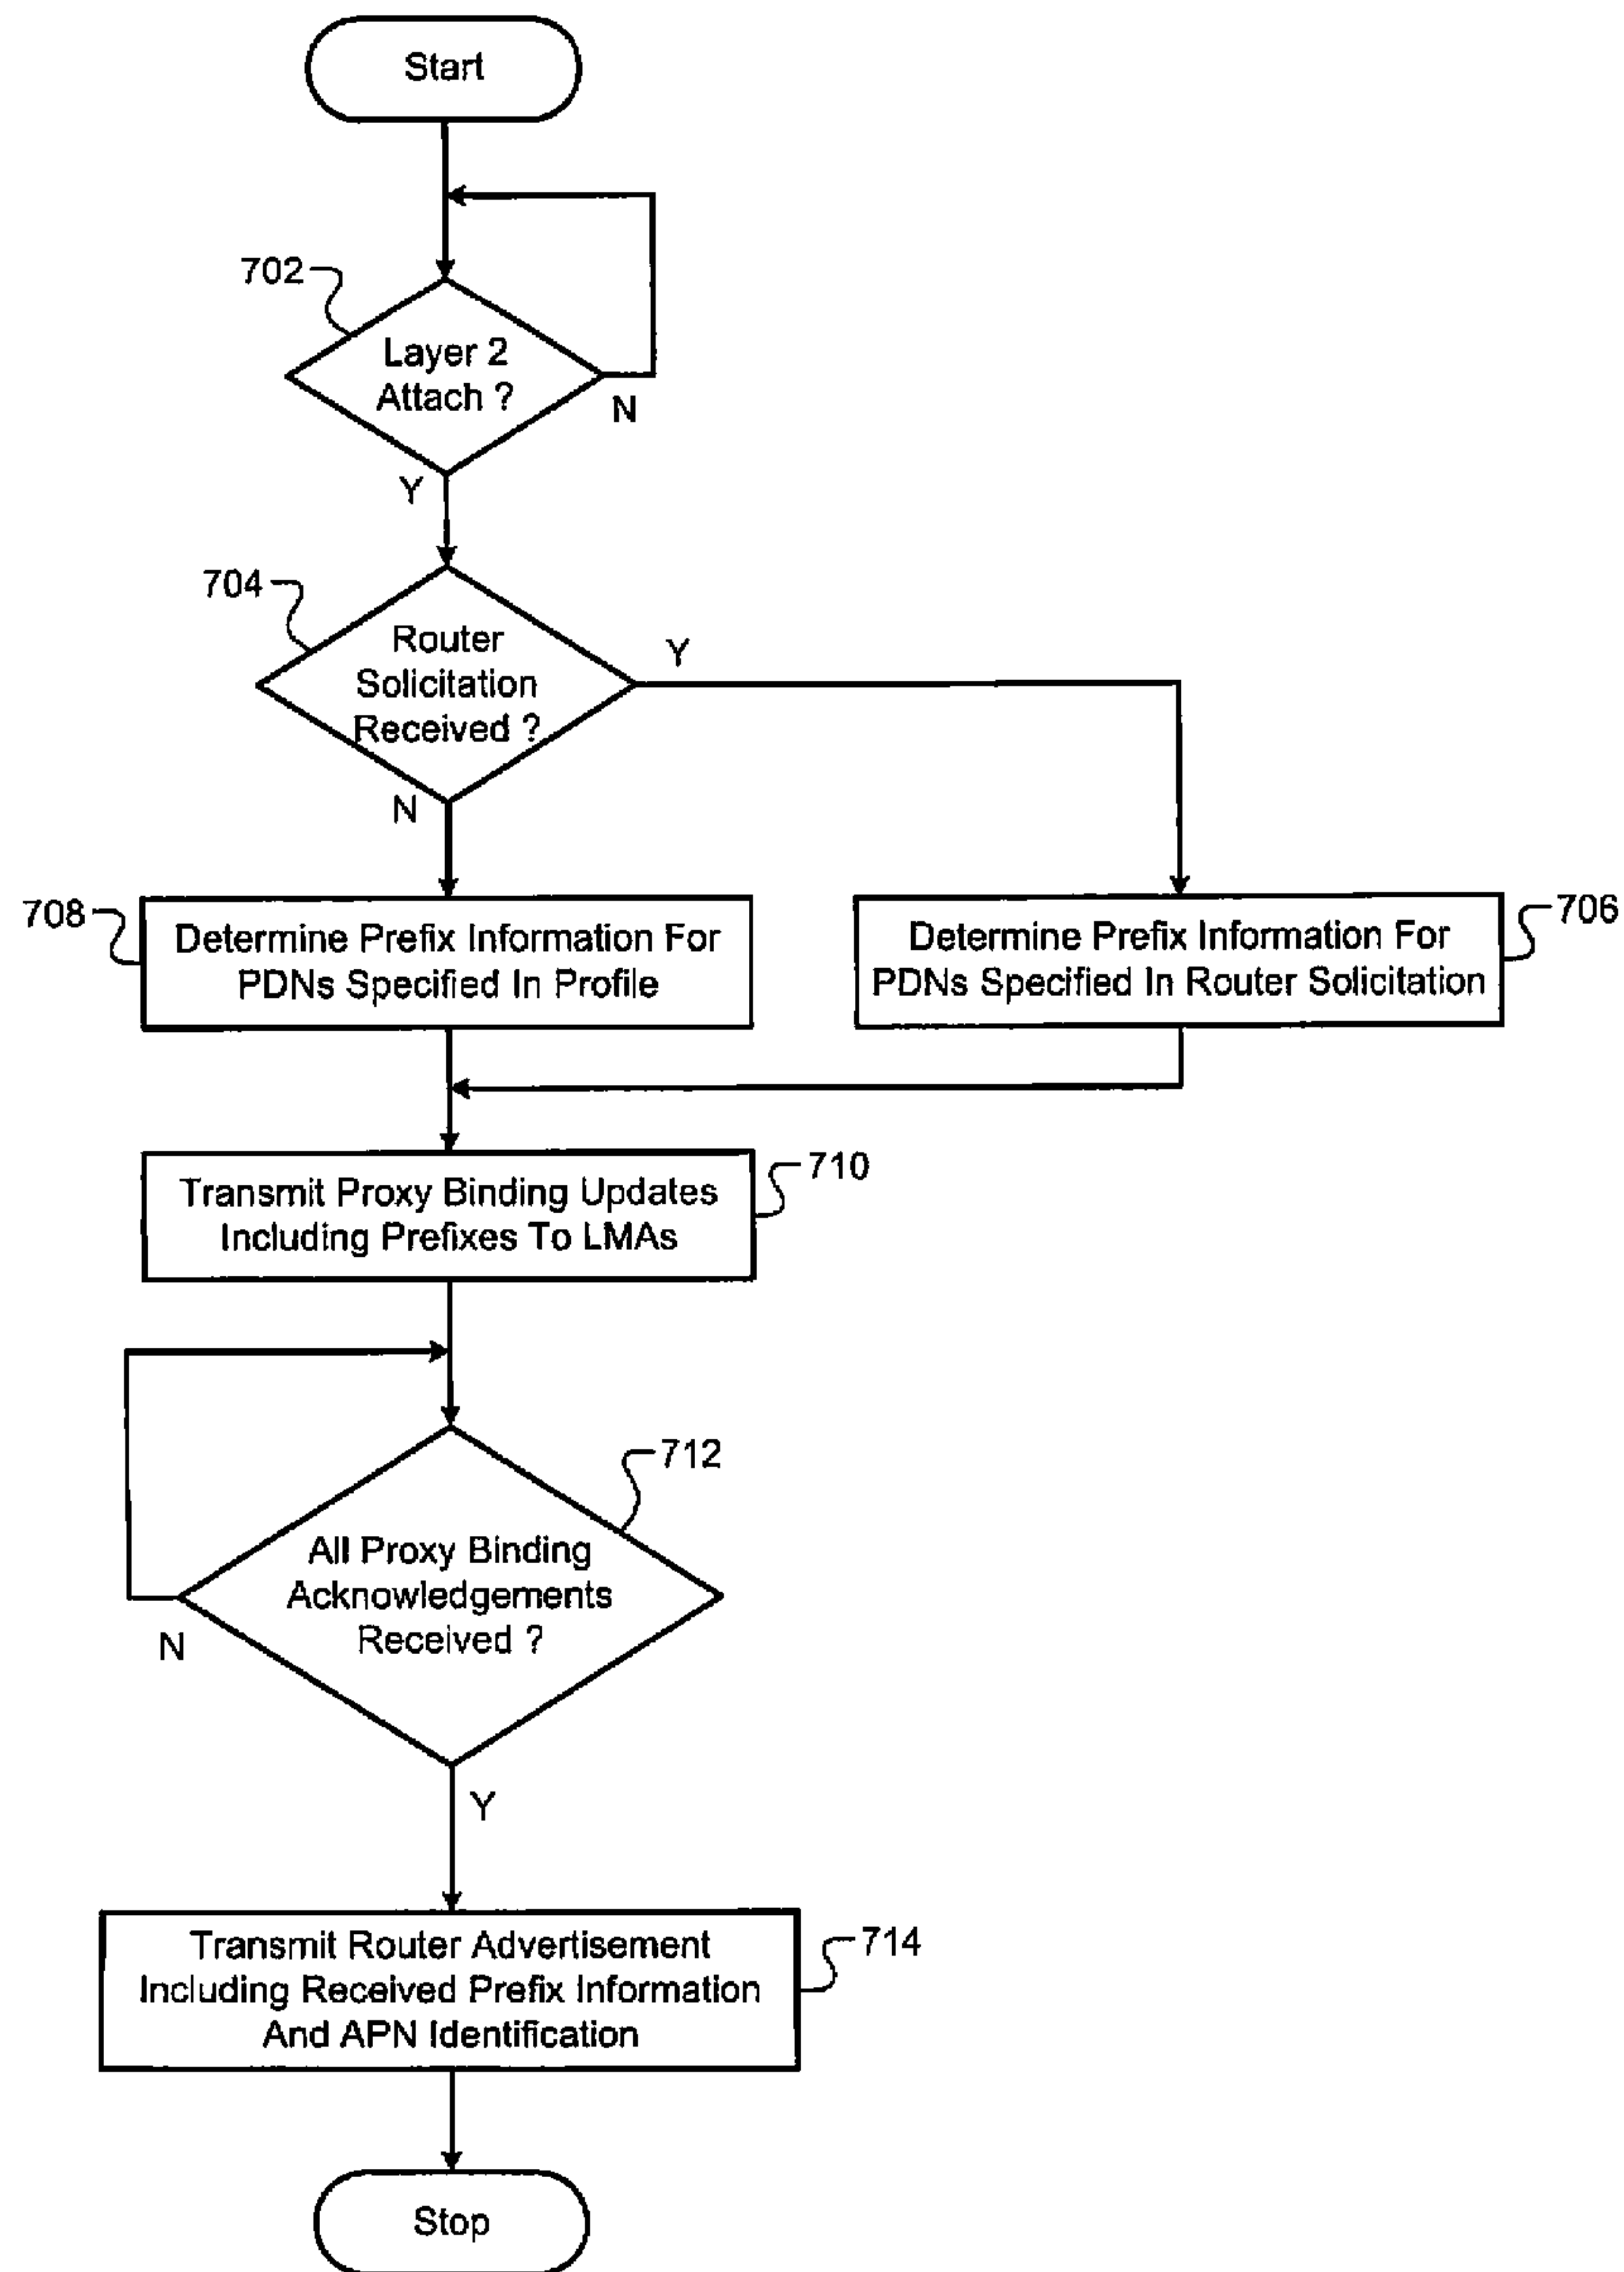 Start
702
Layer 2
Attach ?
N
Y
704
Router
Solicitation
Received ?
Y
N
708
Determine Prefix Information For
PDNs Specified In Profile
Determine Prefix Information For
PDNs Specified In Router Solicitation
706
Transmit Proxy Binding Updates
Including Prefixes To LMAs
710
712
All Proxy Binding
Acknowledgements
Received ?
N
Y
Transmit Router Advertisement
Including Received Prefix Information
And APN Identification
714
Stop